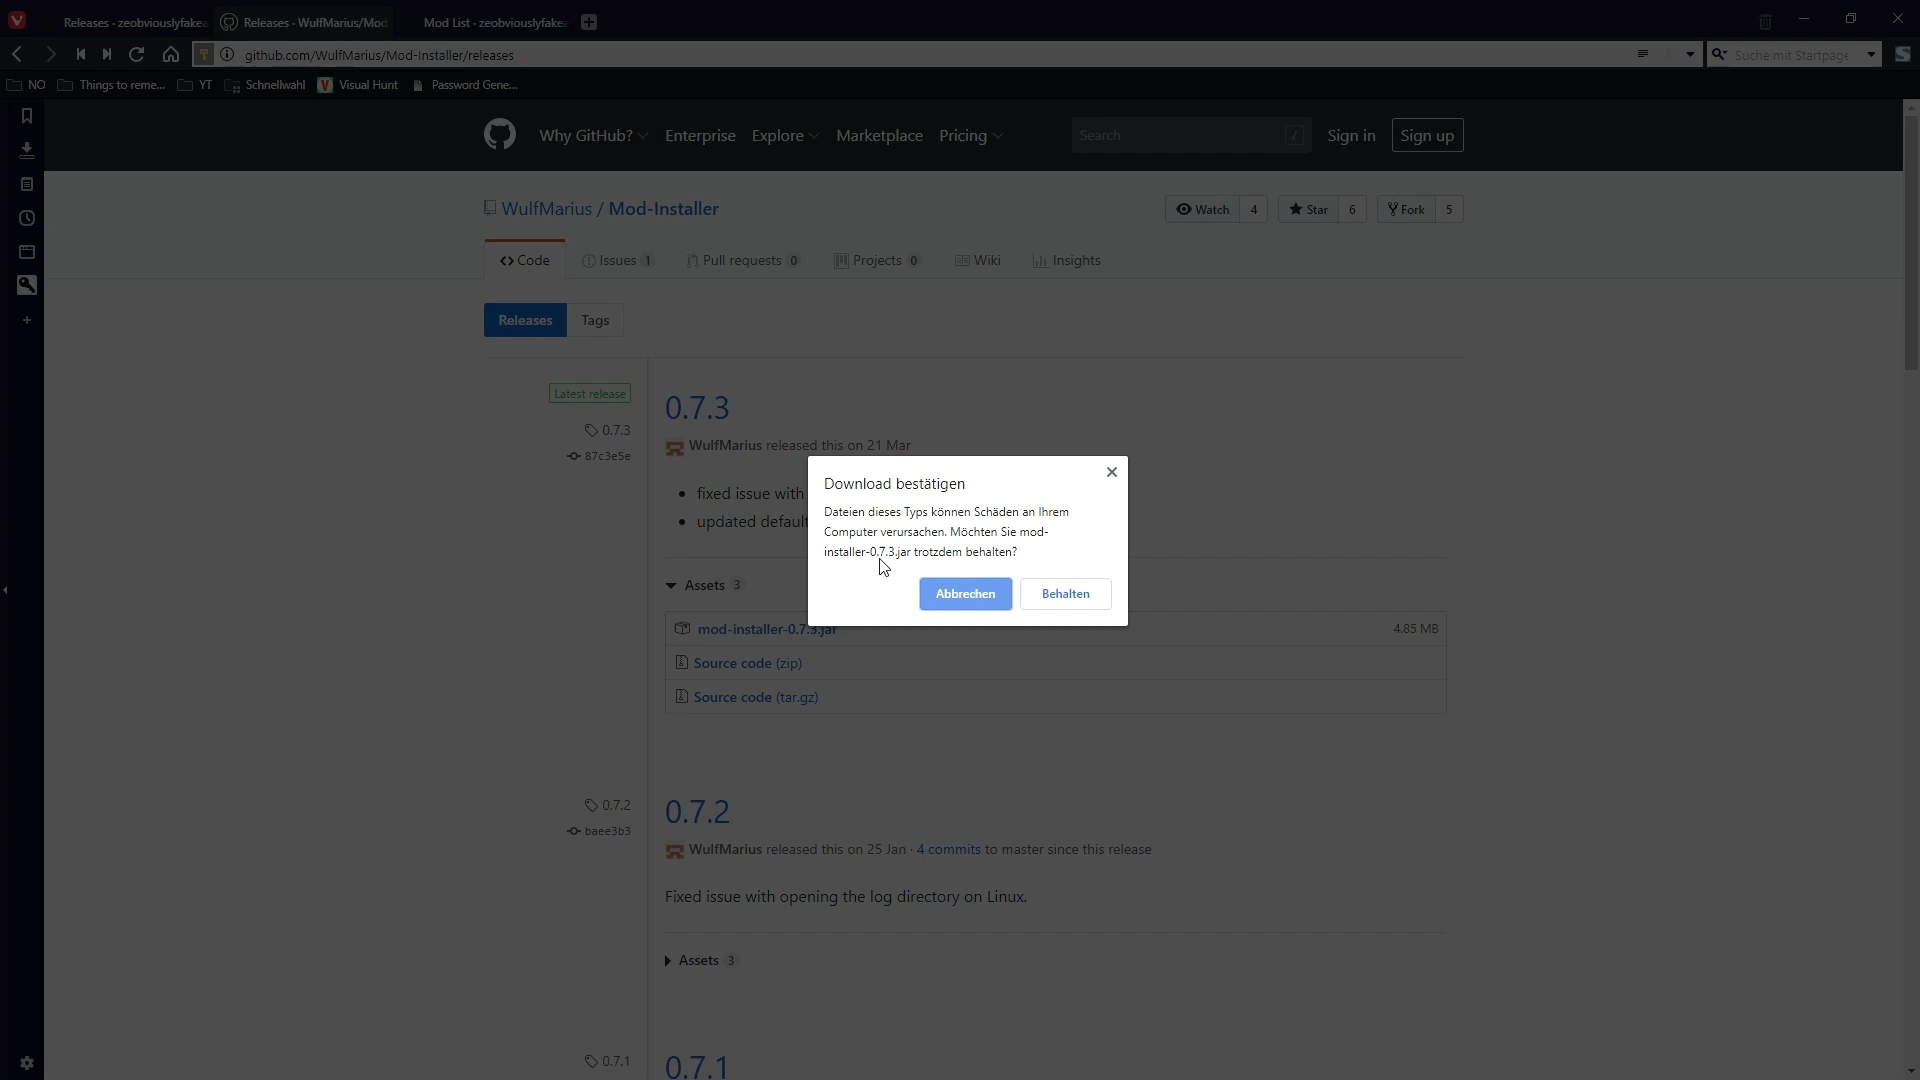 Releases · zeobviouslyfakea
Releases · WulfMarius/Mod
Mod List · zeobviouslyfake
github.com/WulfMarius/Mod-Installer/releases
Suche mit Startpage
NO
Things to reme...
YT
Schnellwahl
Visual Hunt
Password Gene...
Why GitHub?
Enterprise
Explore
Marketplace
Pricing
Search
/
Sign in
Sign up
WulfMarius / Mod-Installer
Watch 4
Star 6
Fork 5
Code
Issues 1
Pull requests 0
Projects 0
Wiki
Insights
Releases
Tags
Latest release
0.7.3
87c3e5e
0.7.3
WulfMarius released this on 21 Mar
fixed issue with
updated default
Download bestätigen
Dateien dieses Typs können Schäden an Ihrem
Computer verursachen. Möchten Sie mod-
installer-0.7.3.jar trotzdem behalten?
Abbrechen
Behalten
Assets 3
mod-installer-0.7.3.jar
4.85 MB
Source code (zip)
Source code (tar.gz)
0.7.2
baee3b3
0.7.2
WulfMarius released this on 25 Jan · 4 commits to master since this release
Fixed issue with opening the log directory on Linux.
Assets 3
0.7.1
0.7.1